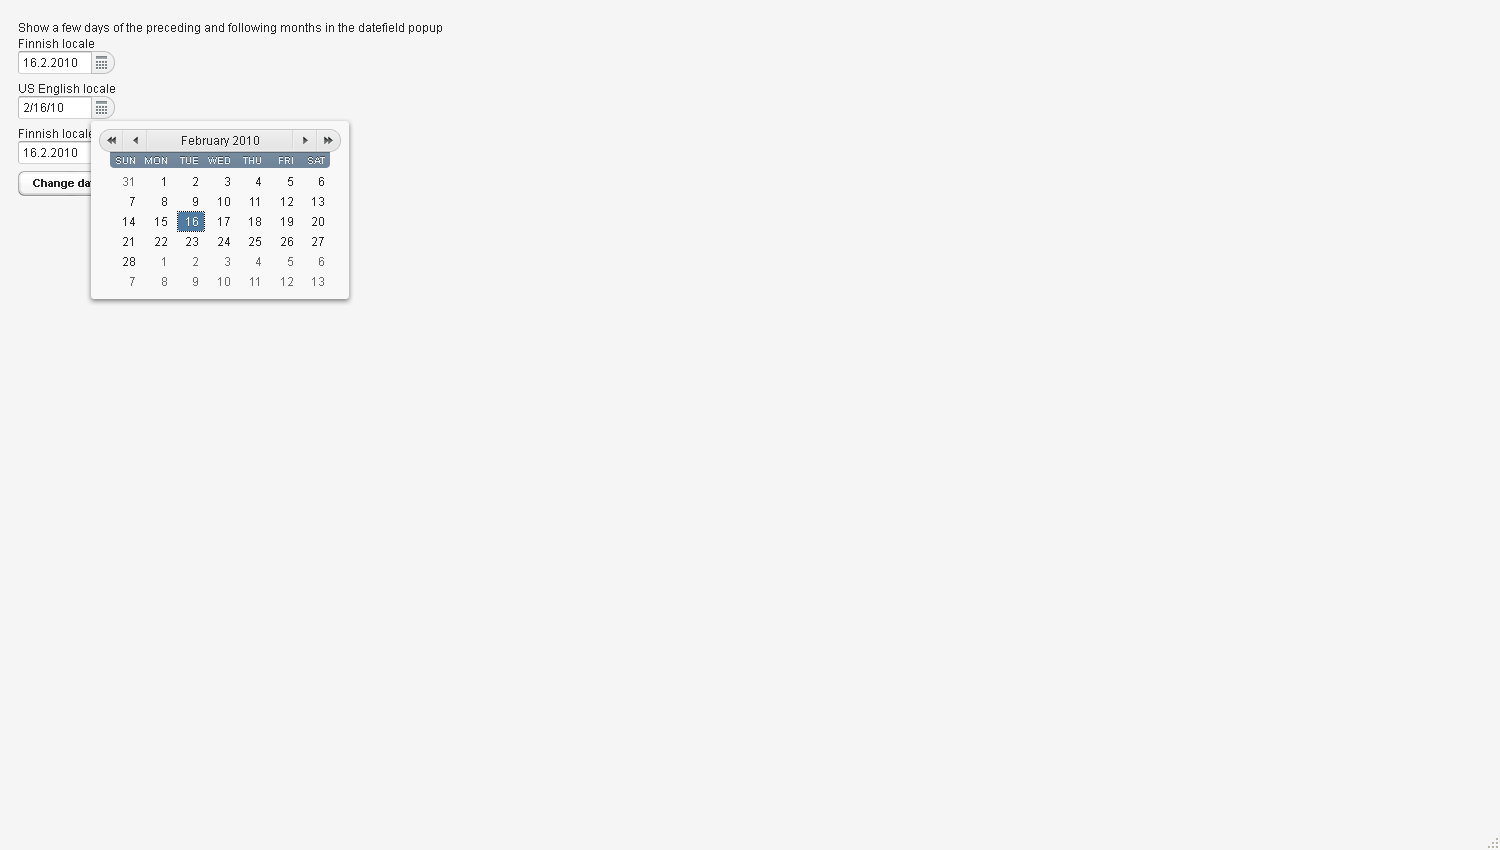 Show a few days of the preceding and following months in the datefield popup
Finnish locale
16.2.2010
US English locale
2/16/10
Finnish locale
16.2.2010
Change da
February 2010
SUN MON TUE WED THU FRI SAT
31 1 2 3 4 5 6
7 8 9 10 11 12 13
14 15 16 17 18 19 20
21 22 23 24 25 26 27
28 1 2 3 4 5 6
7 8 9 10 11 12 13